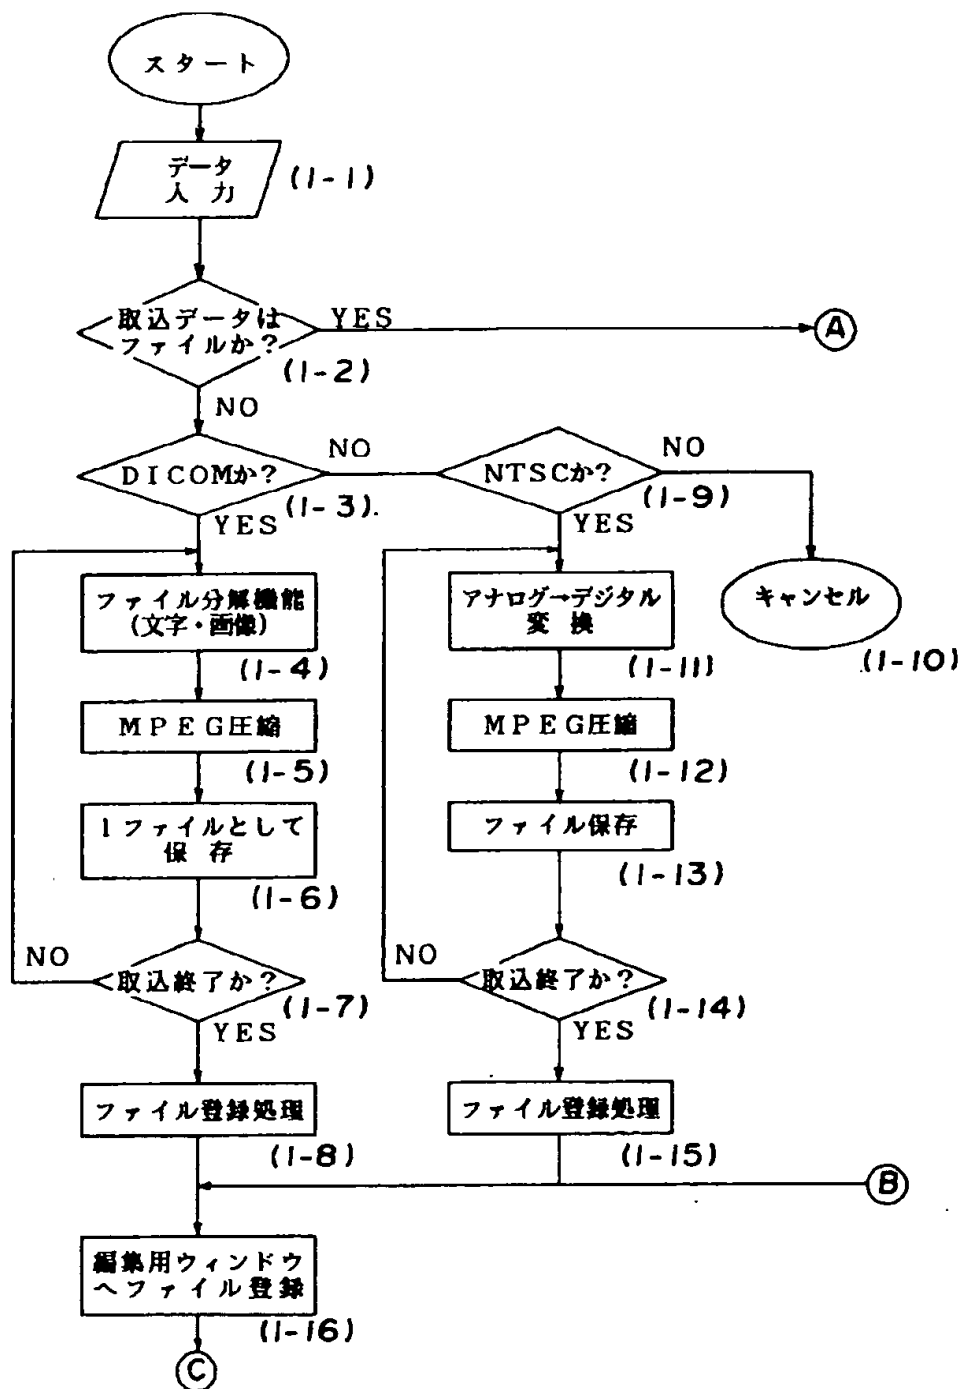 スタート
データ
入力
(1-1)
取込データは
ファイルか?
(1-2)
YES
A
NO
DICOMか?
(1-3)
NO
NTSCか?
(1-9)
NO
YES
YES
ファイル分解機能
(文字・画像)
(1-4)
アナログ→デジタル
変換
(1-11)
キャンセル
(1-10)
MPEG圧縮
(1-5)
MPEG圧縮
(1-12)
1ファイルとして
保存
(1-6)
ファイル保存
(1-13)
NO
取込終了か?
(1-7)
YES
NO
取込終了か?
(1-14)
YES
ファイル登録処理
(1-8)
ファイル登録処理
(1-15)
B
編集用ウィンドウ
へファイル登録
(1-16)
C